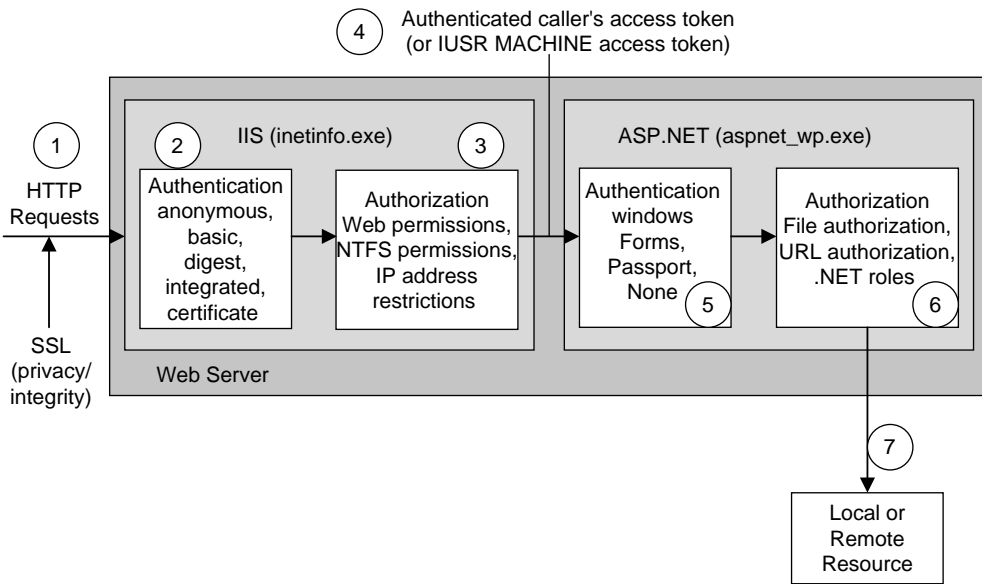 4
Authenticated caller's access token
(or IUSR MACHINE access token)
1
HTTP
Requests
SSL
(privacy/
integrity)
IIS (inetinfo.exe)
2
Authentication
anonymous,
basic,
digest,
integrated,
certificate
3
Authorization
Web permissions,
NTFS permissions,
IP address
restrictions
Web Server
ASP.NET (aspnet_wp.exe)
Authentication
windows
Forms,
Passport,
None
5
Authorization
File authorization,
URL authorization,
.NET roles
6
7
Local or
Remote
Resource